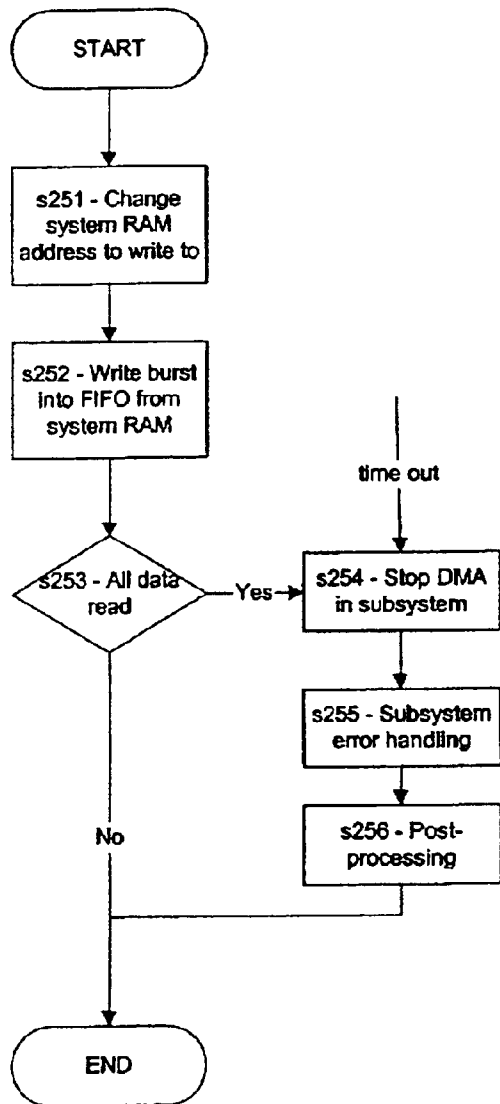 START
s251 - Change
system RAM
address to write to
s252 - Write burst
into FIFO from
system RAM
time out
s253 - All data
read
Yes
s254 - Stop DMA
in subsystem
s255 - Subsystem
error handling
No
s256 - Post-
processing
END